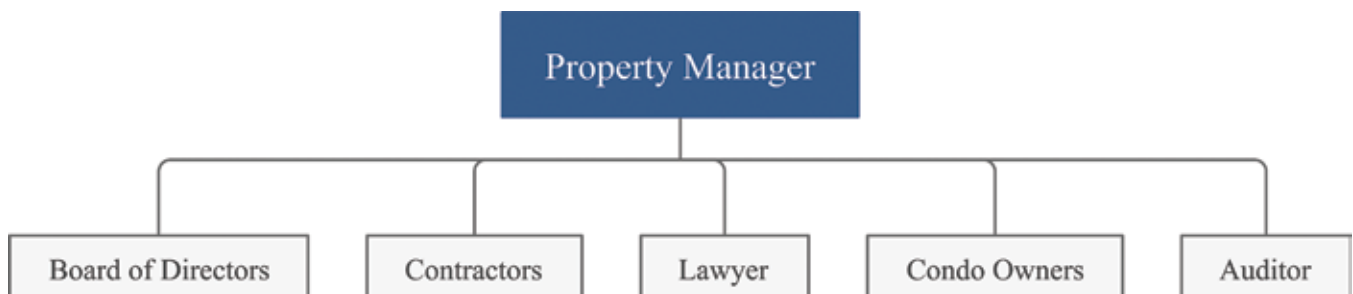 Property Manager
Board of Directors
Contractors
Lawyer
Condo Owners
Auditor